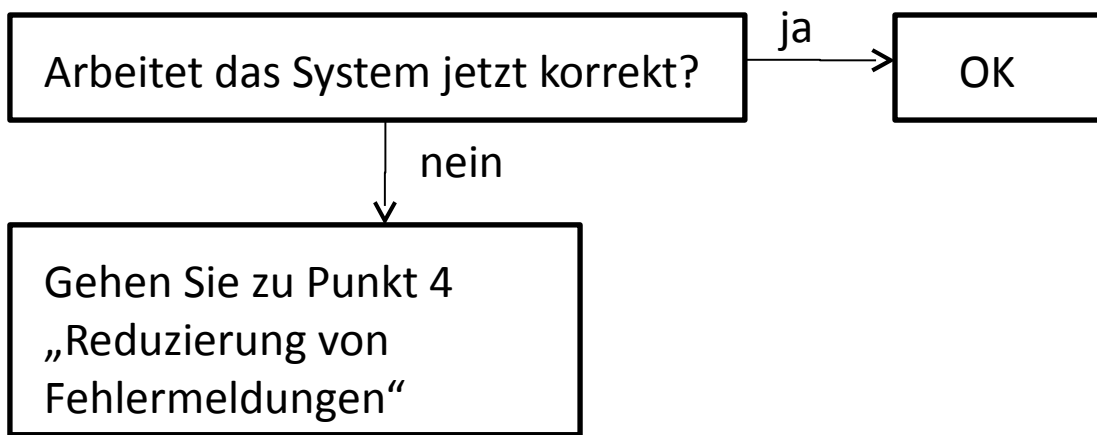 Arbeitet das System jetzt korrekt?
ja
OK
nein
Gehen Sie zu Punkt 4
„Reduzierung von
Fehlermeldungen“